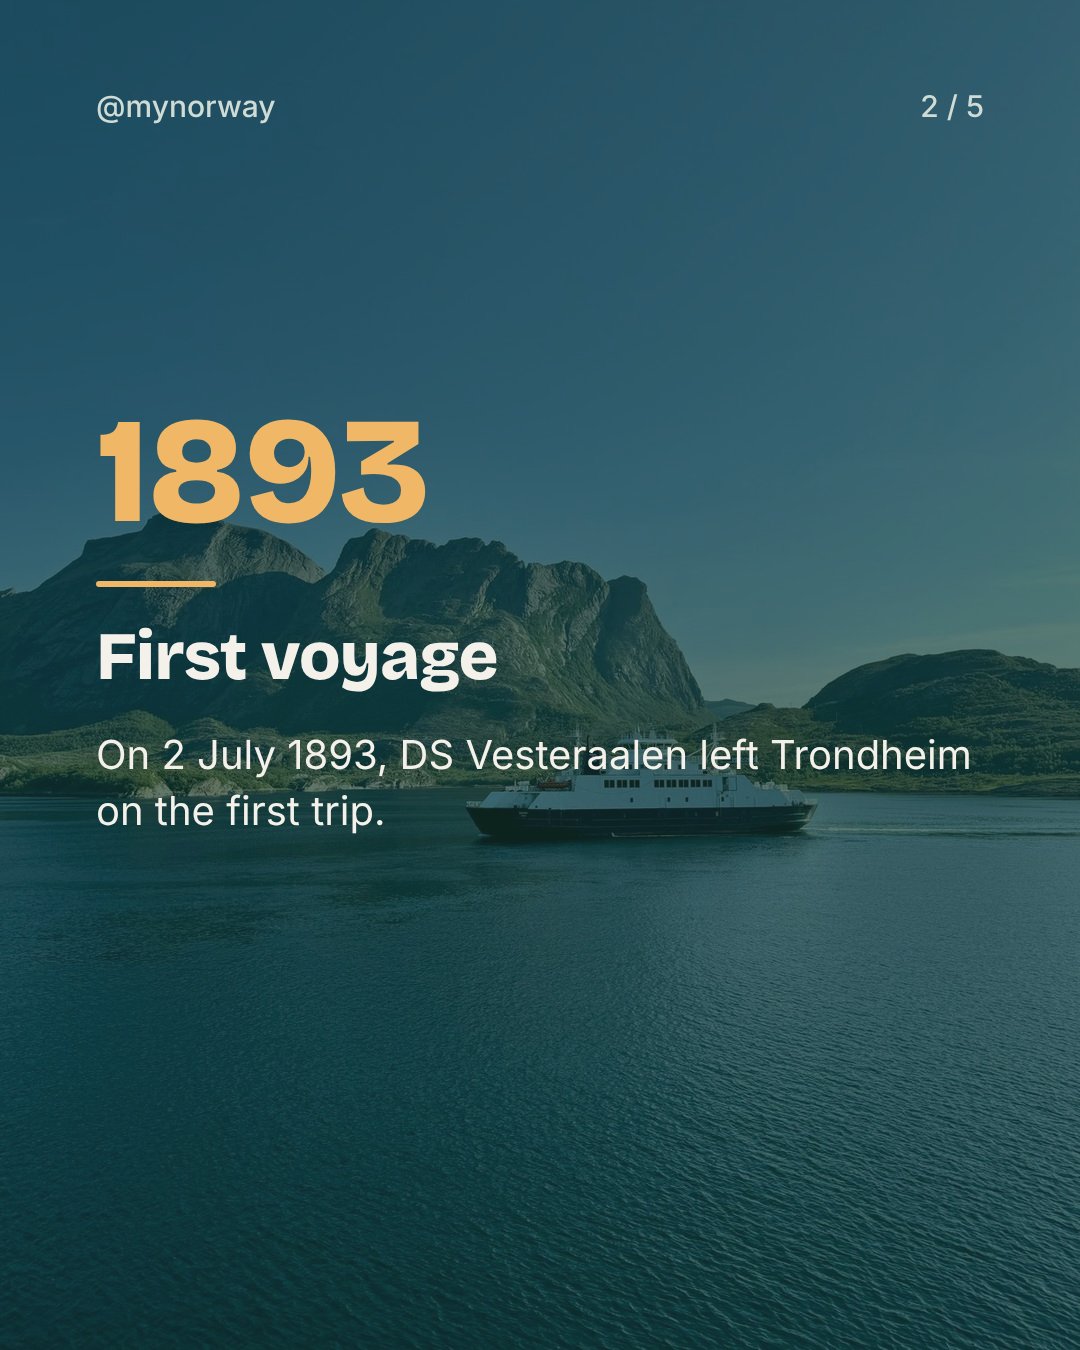 @mynorway
2 / 5
1893
First voyage
On 2 July 1893, DS Vesteraalen left Trondheim
on the first trip.